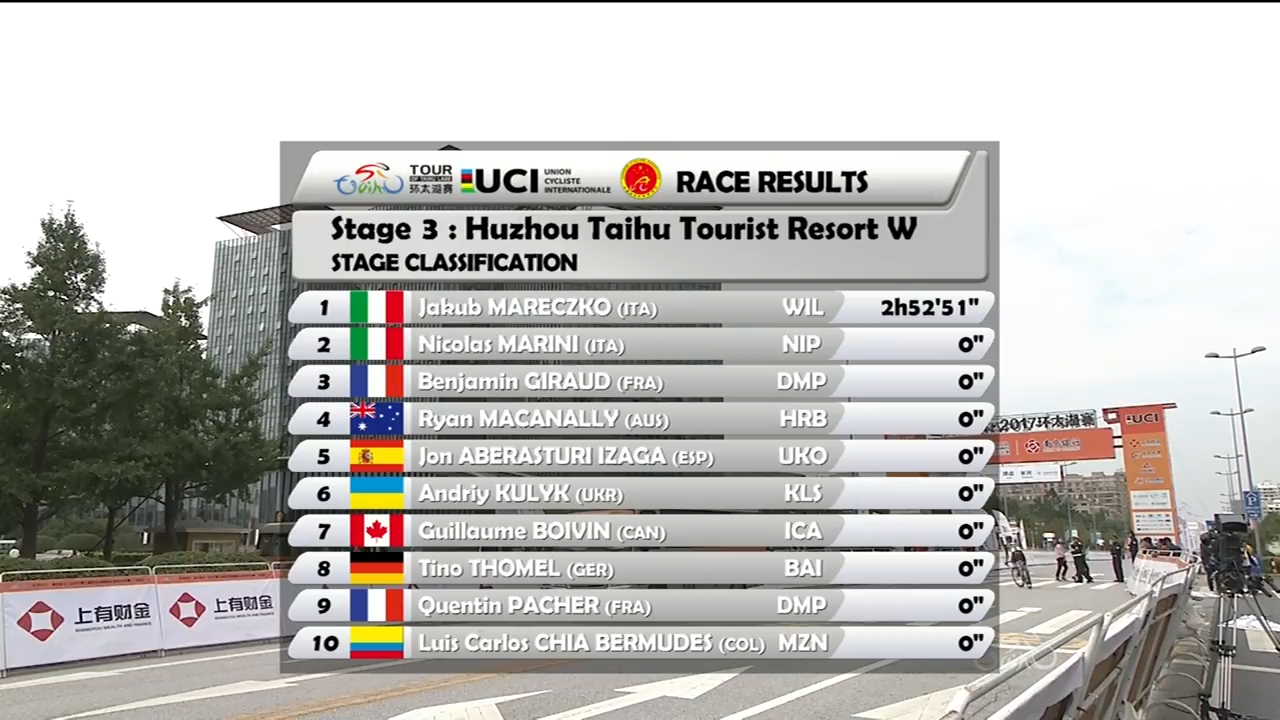 TOUR
OF TAIHU LAKE
环太湖赛
UCI
UNION
CYCLISTE
INTERNATIONALE
RACE RESULTS
Stage 3 : Huzhou Taihu Tourist Resort W
STAGE CLASSIFICATION
1 Jakub MARECZKO (ITA) WIL 2h52'51"
2 Nicolas MARINI (ITA) NIP 0"
3 Benjamin GIRAUD (FRA) DMP 0"
4 Ryan MACANALLY (AUS) HRB 0"
5 Jon ABERASTURI IZAGA (ESP) UKO 0"
6 Andriy KULYK (UKR) KLS 0"
7 Guillaume BOIVIN (CAN) ICA 0"
8 Tino THOMEL (GER) BAI 0"
9 Quentin PACHER (FRA) DMP 0"
10 Luis Carlos CHIA BERMUDES (COL) MZN 0"
2017环太湖赛
UCI
上有财金
上有财金